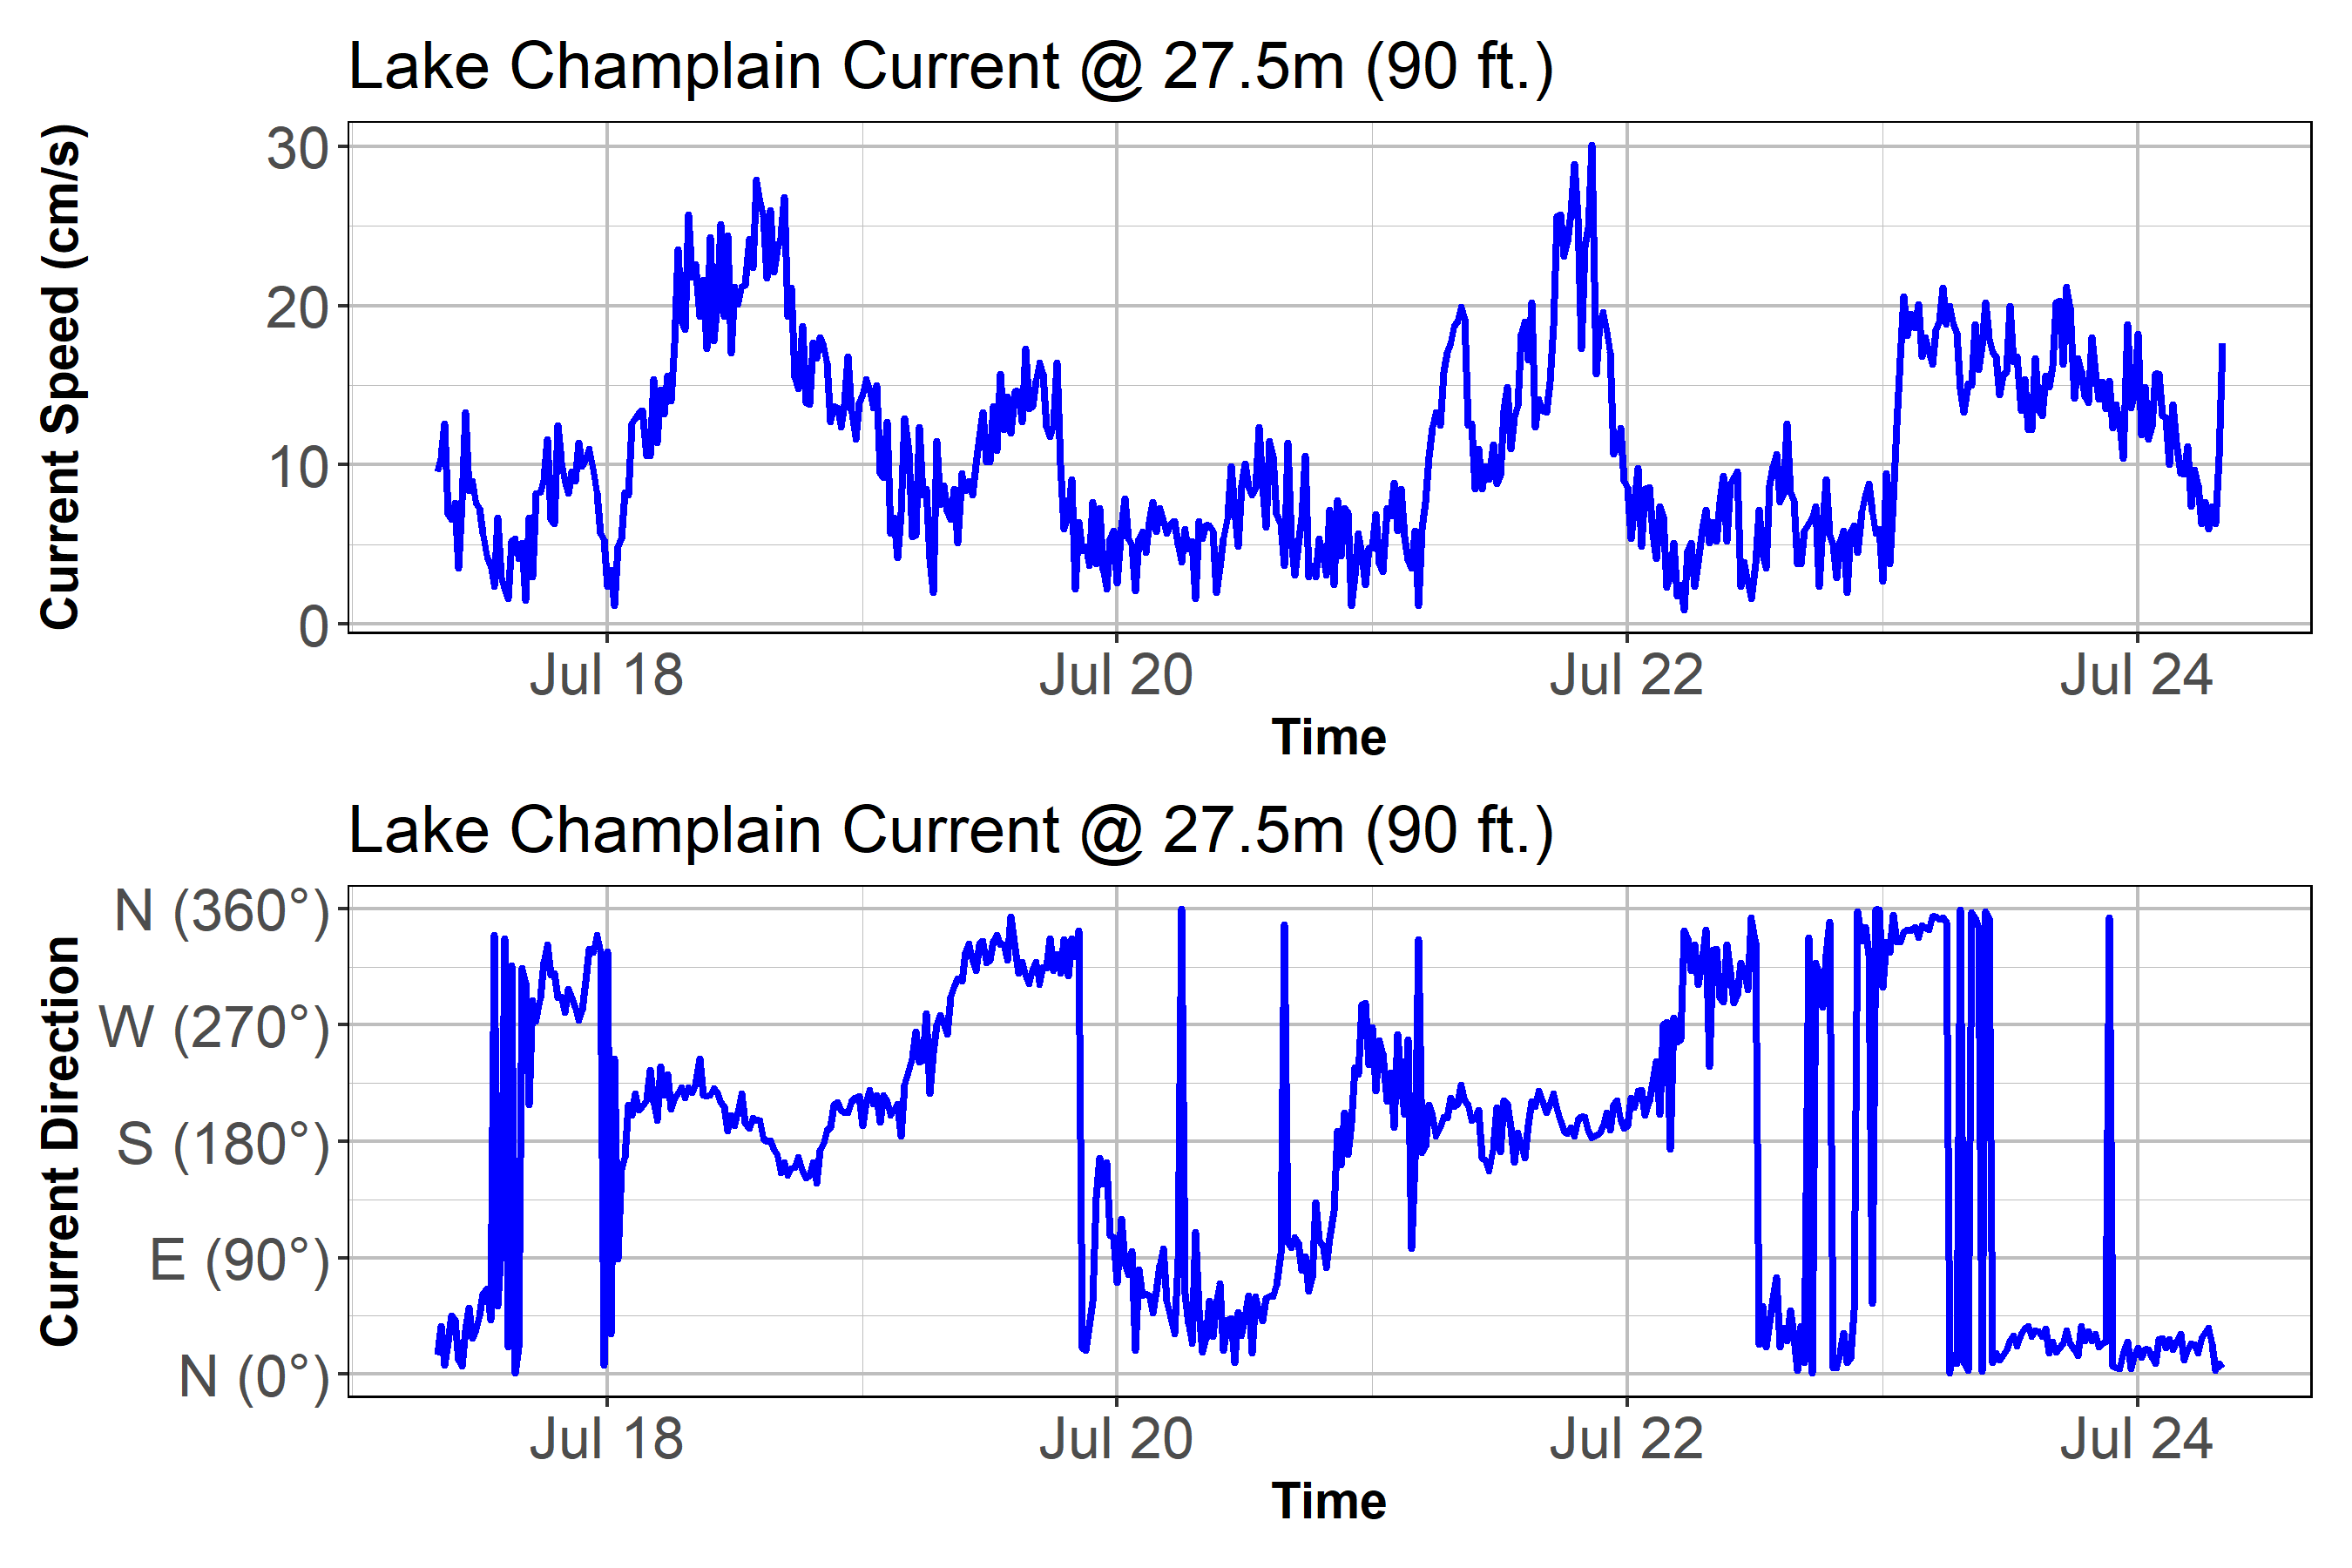 Lake Champlain Current @ 27.5m (90 ft.)
Current Speed (cm/s)
30
20
10
0
Jul 18 Jul 20 Jul 22 Jul 24
Time
Lake Champlain Current @ 27.5m (90 ft.)
Current Direction
N (360°)
W (270°)
S (180°)
E (90°)
N (0°)
Jul 18 Jul 20 Jul 22 Jul 24
Time